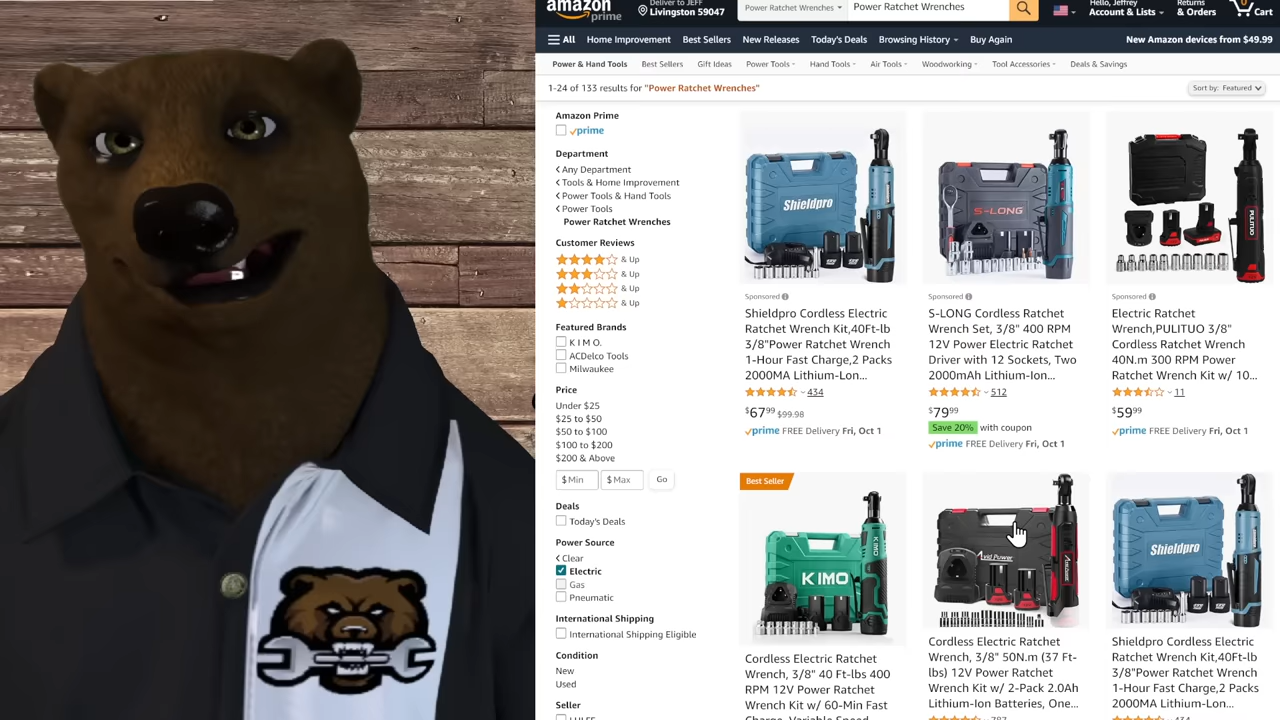 amazon
prime
Deliver to JEFF
Livingston 59047
Power Ratchet Wrenches
Power Ratchet Wrenches
Hello, Jeffrey
Account & Lists
Returns
& Orders
0
Cart
All
Home Improvement
Best Sellers
New Releases
Today's Deals
Browsing History
Buy Again
New Amazon devices from $49.99
Power & Hand Tools
Best Sellers
Gift Ideas
Power Tools
Hand Tools
Air Tools
Woodworking
Tool Accessories
Deals & Savings
1-24 of 133 results for "Power Ratchet Wrenches"
Sort by: Featured
Amazon Prime
prime
Department
Any Department
Tools & Home Improvement
Power Tools & Hand Tools
Power Tools
Power Ratchet Wrenches
Customer Reviews
& Up
& Up
& Up
& Up
Featured Brands
K I M O.
ACDelco Tools
Milwaukee
Price
Under $25
$25 to $50
$50 to $100
$100 to $200
$200 & Above
$ Min
$ Max
Go
Deals
Today's Deals
Power Source
Clear
Electric
Gas
Pneumatic
International Shipping
International Shipping Eligible
Condition
New
Used
Seller
Shieldpro
Sponsored
Shieldpro Cordless Electric
Ratchet Wrench Kit,40Ft-lb
3/8"Power Ratchet Wrench
1-Hour Fast Charge,2 Packs
2000MA Lithium-Lon...
434
$67.99 $99.98
prime FREE Delivery Fri, Oct 1
S-LONG
Sponsored
S-LONG Cordless Ratchet
Wrench Set, 3/8" 400 RPM
12V Power Electric Ratchet
Driver with 12 Sockets, Two
2000mAh Lithium-Ion...
512
$79.99
Save 20% with coupon
prime FREE Delivery Fri, Oct 1
PULITUO
Sponsored
Electric Ratchet
Wrench,PULITUO 3/8"
Cordless Ratchet Wrench
40N.m 300 RPM Power
Ratchet Wrench Kit w/ 10...
11
$59.99
prime FREE Delivery Fri, Oct 1
Best Seller
KIMO
KIMO
Cordless Electric Ratchet
Wrench, 3/8" 40 Ft-lbs 400
RPM 12V Power Ratchet
Wrench Kit w/ 60-Min Fast
Charge, Variable Speed
Avid Power
Cordless Electric Ratchet
Wrench, 3/8" 50N.m (37 Ft-
lbs) 12V Power Ratchet
Wrench Kit w/ 2-Pack 2.0Ah
Lithium-Ion Batteries, One...
787
Shieldpro
Shieldpro Cordless Electric
Ratchet Wrench Kit,40Ft-lb
3/8"Power Ratchet Wrench
1-Hour Fast Charge,2 Packs
2000MA Lithium-Lon...
434